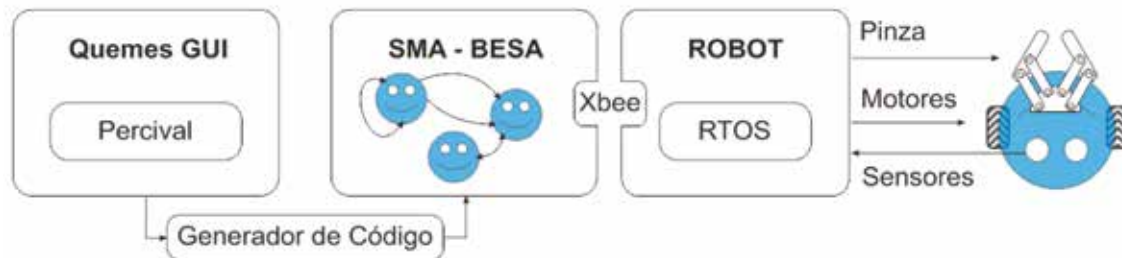 Quemes GUI
Percival
SMA - BESA
Xbee
ROBOT
RTOS
Pinza
Motores
Sensores
Generador de Código